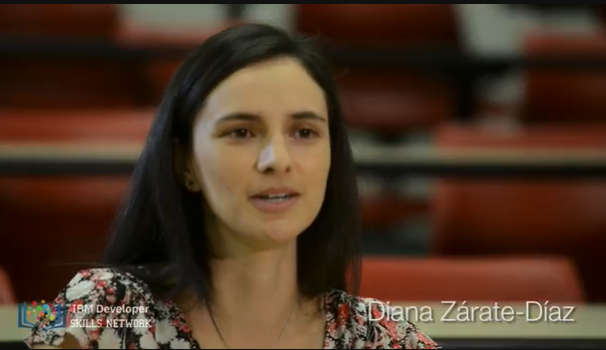 IBM Developer
SKILLS NETWORK
Diana Zárate-Díaz